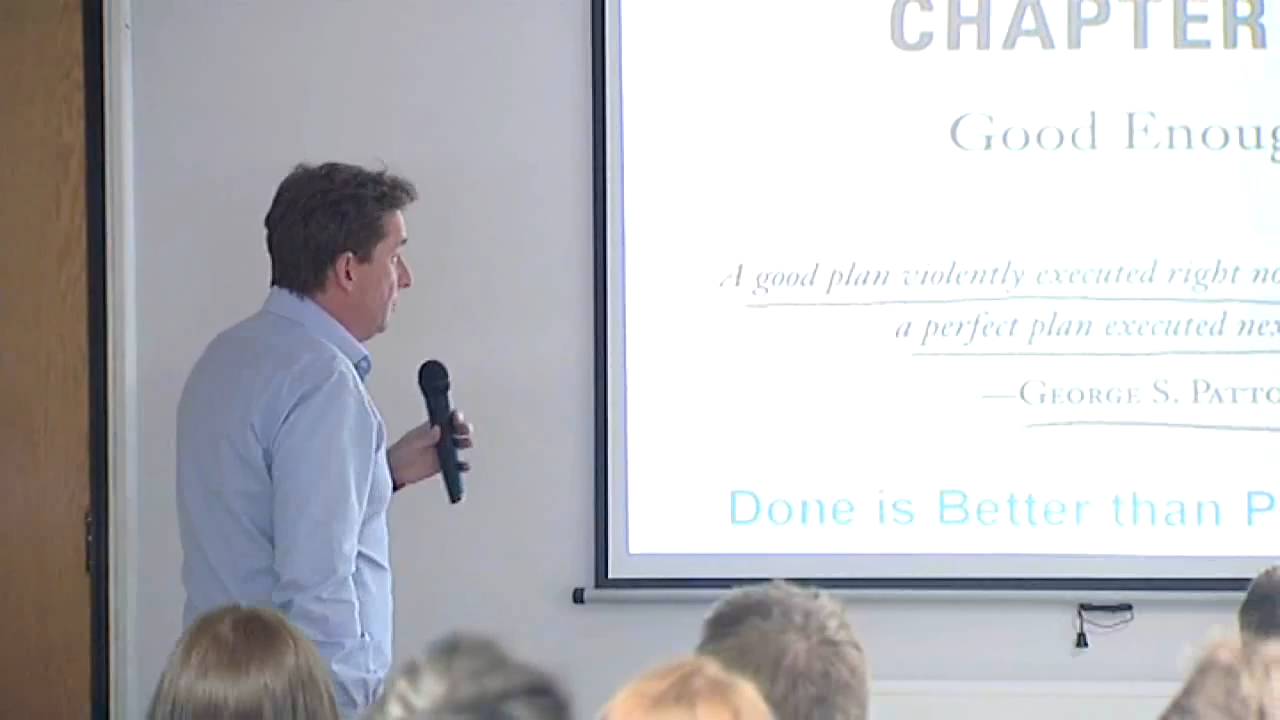 CHAPTER
Good Enoug
A good plan violently executed right no
a perfect plan executed nex
—GEORGE S. PATTO
Done is Better than P